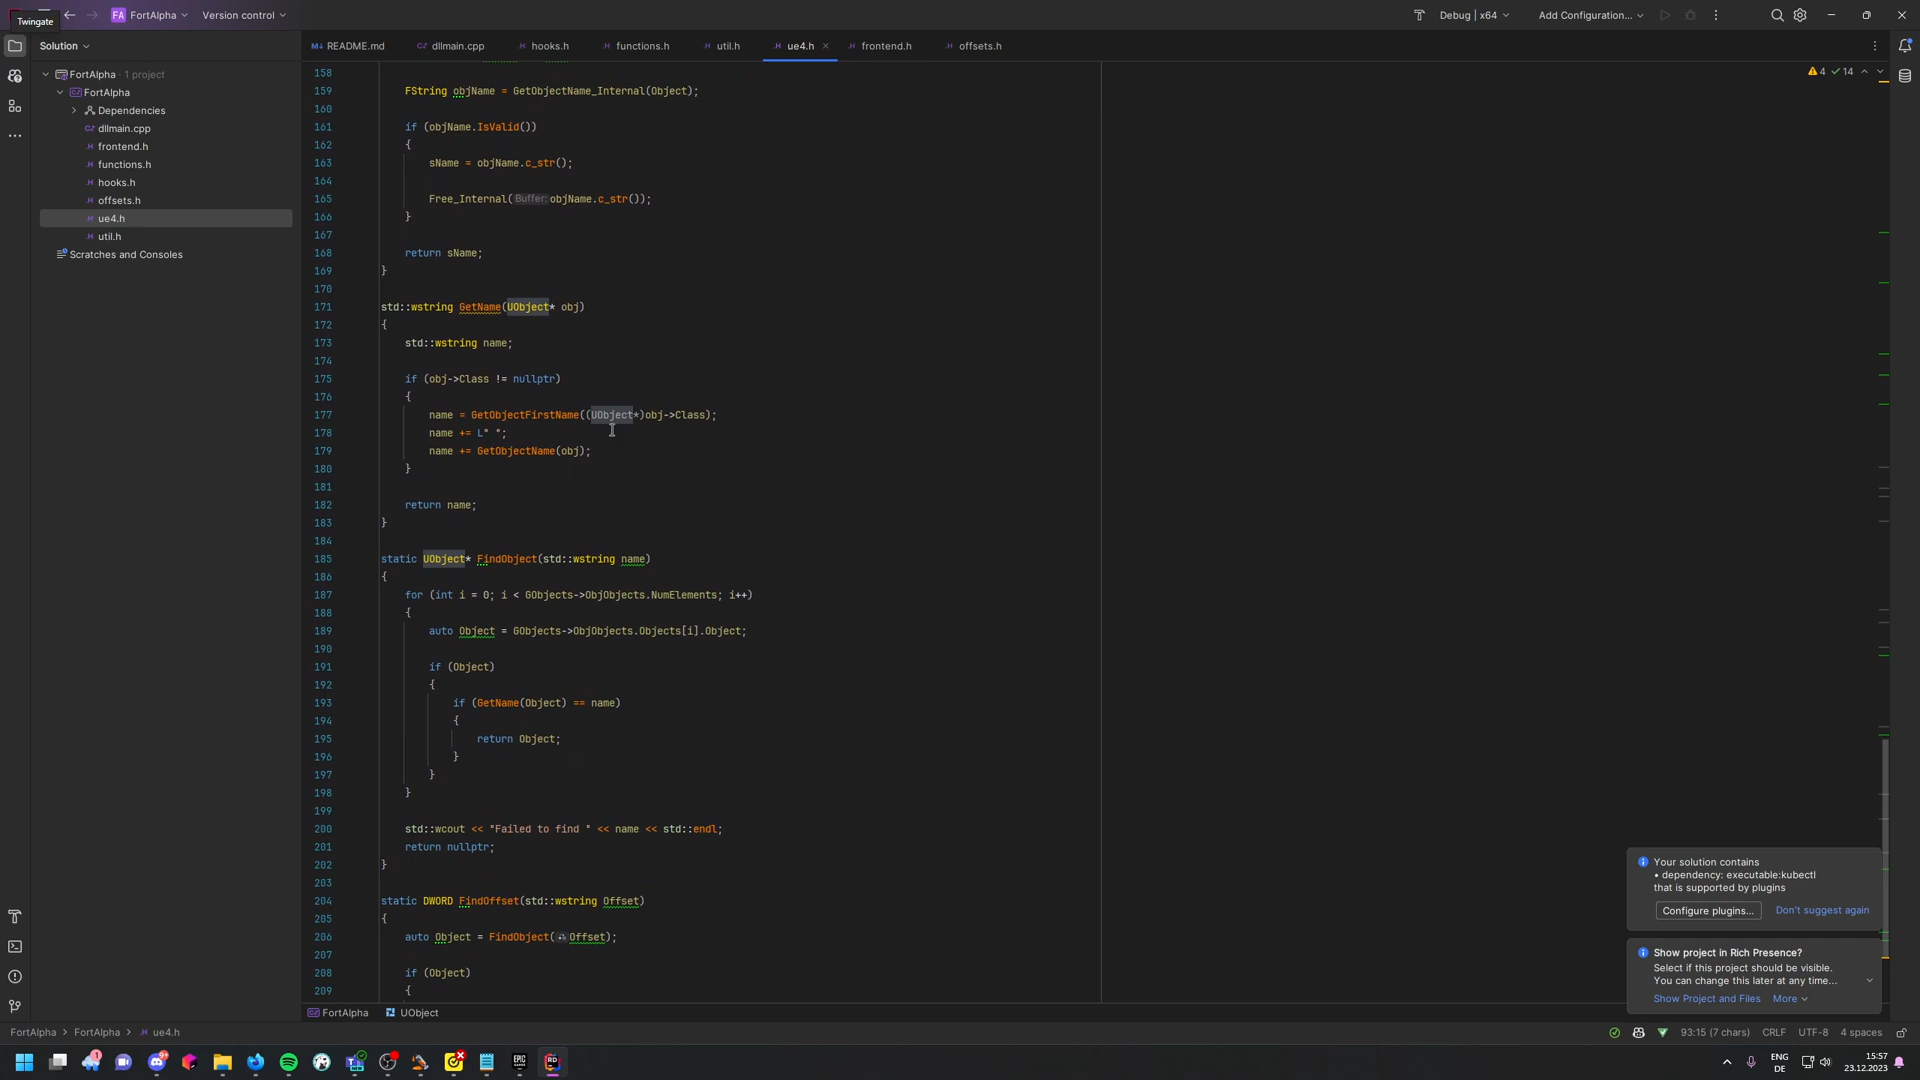 FA FortAlpha
Version control
Debug | x64
Add Configuration...
Twingate
Solution
README.md
dllmain.cpp
hooks.h
functions.h
util.h
ue4.h
frontend.h
offsets.h
FortAlpha · 1 project
FortAlpha
Dependencies
dllmain.cpp
frontend.h
functions.h
hooks.h
offsets.h
ue4.h
util.h
Scratches and Consoles
4 14
158
159 FString objName = GetObjectName_Internal(Object);
160
161 if (objName.IsValid())
162 {
163 sName = objName.c_str();
164
165 Free_Internal(Buffer: objName.c_str());
166 }
167
168 return sName;
169 }
170
171 std::wstring GetName(UObject* obj)
172 {
173 std::wstring name;
174
175 if (obj->Class != nullptr)
176 {
177 name = GetObjectFirstName((UObject*)obj->Class);
178 name += L" ";
179 name += GetObjectName(obj);
180 }
181
182 return name;
183 }
184
185 static UObject* FindObject(std::wstring name)
186 {
187 for (int i = 0; i < GObjects->ObjObjects.NumElements; i++)
188 {
189 auto Object = GObjects->ObjObjects.Objects[i].Object;
190
191 if (Object)
192 {
193 if (GetName(Object) == name)
194 {
195 return Object;
196 }
197 }
198 }
199
200 std::wcout << "Failed to find " << name << std::endl;
201 return nullptr;
202 }
203
204 static DWORD FindOffset(std::wstring Offset)
205 {
206 auto Object = FindObject(Offset);
207
208 if (Object)
209 {
Your solution contains
• dependency: executable:kubectl
that is supported by plugins
Configure plugins...
Don't suggest again
Show project in Rich Presence?
Select if this project should be visible.
You can change this later at any time...
Show Project and Files
More
FortAlpha
UObject
FortAlpha > FortAlpha > ue4.h
93:15 (7 chars)
CRLF
UTF-8
4 spaces
ENG
DE
15:57
23.12.2023